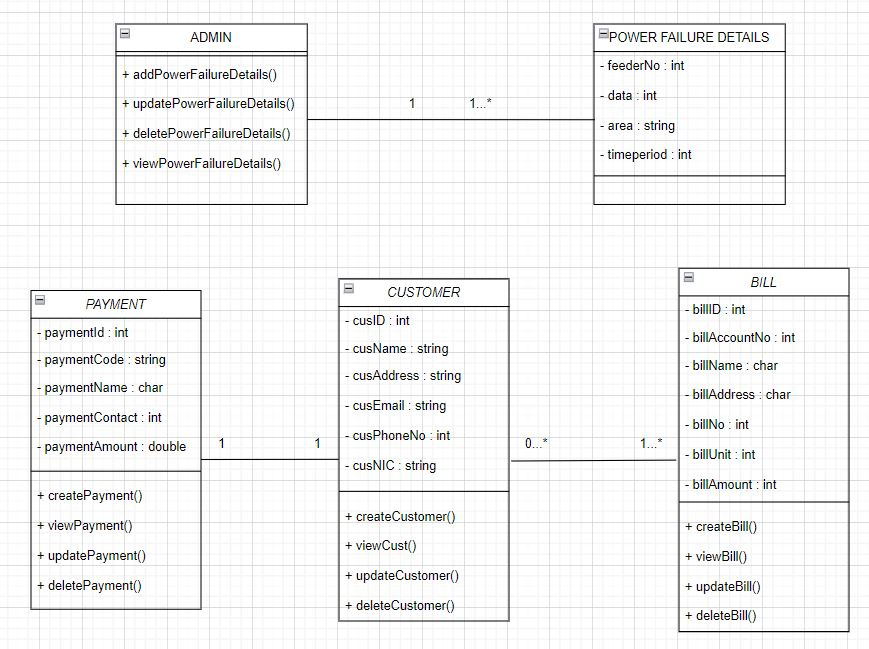 ADMIN
+ addPowerFailureDetails()
+ updatePowerFailureDetails()
+ deletePowerFailureDetails()
+ viewPowerFailureDetails()
1
1...*
POWER FAILURE DETAILS
- feederNo : int
- data : int
- area : string
- timeperiod : int
PAYMENT
- paymentId : int
- paymentCode : string
- paymentName : char
- paymentContact : int
- paymentAmount : double
+ createPayment()
+ viewPayment()
+ updatePayment()
+ deletePayment()
1
1
CUSTOMER
- cusID : int
- cusName : string
- cusAddress : string
- cusEmail : string
- cusPhoneNo : int
- cusNIC : string
+ createCustomer()
+ viewCust()
+ updateCustomer()
+ deleteCustomer()
0...*
1...*
BILL
- billID : int
- billAccountNo : int
- billName : char
- billAddress : char
- billNo : int
- billUnit : int
- billAmount : int
+ createBill()
+ viewBill()
+ updateBill()
+ deleteBill()